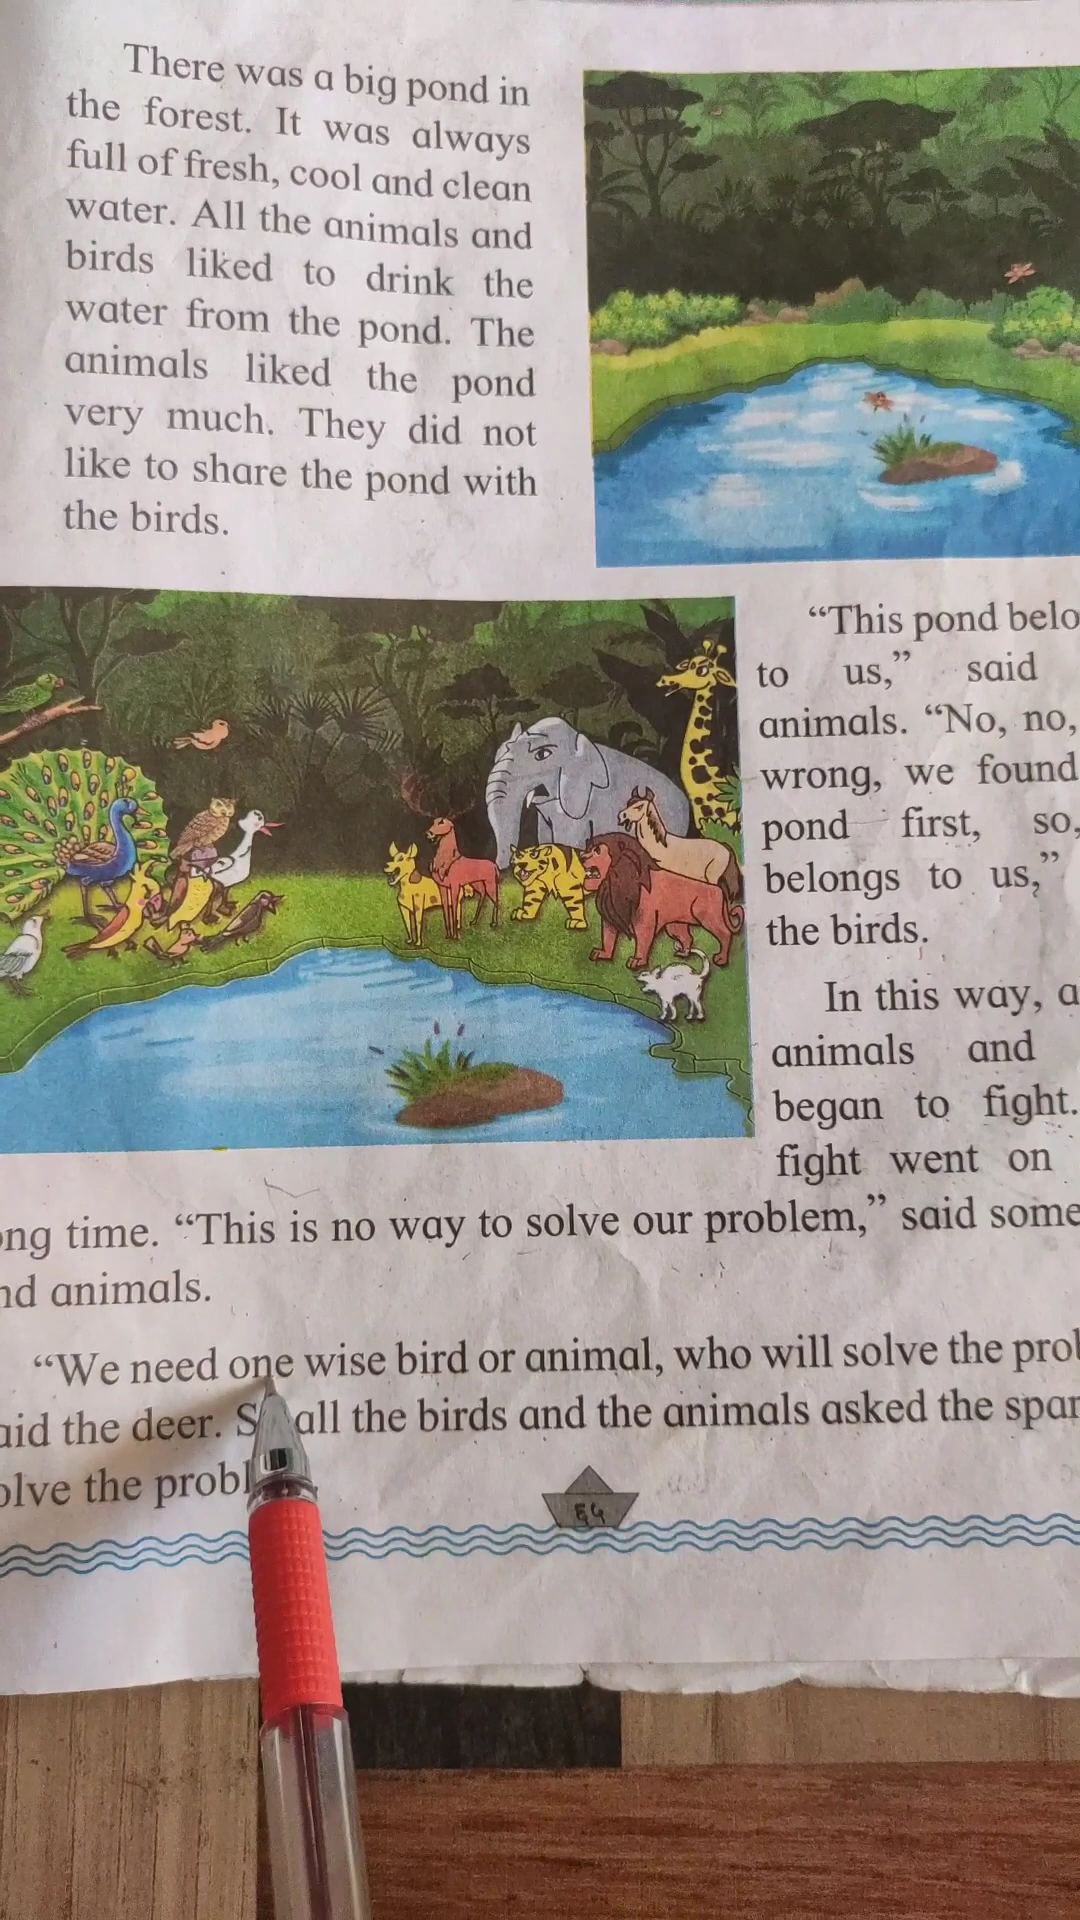 There was a big pond in
the forest. It was always
full of fresh, cool and clean
water. All the animals and
birds liked to drink the
water from the pond. The
animals liked the pond
very much. They did not
like to share the pond with
the birds.
“This pond belo
to us,” said
animals. “No, no,
wrong, we found
pond first, so,
belongs to us,”
the birds.
In this way, a
animals and
began to fight.
fight went on
ong time. “This is no way to solve our problem,” said some
nd animals.
“We need one wise bird or animal, who will solve the prob
aid the deer. S all the birds and the animals asked the spar
olve the probl